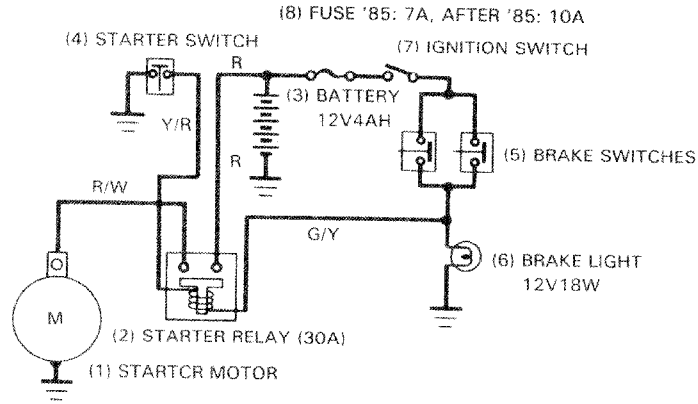 (8) FUSE '85: 7A, AFTER '85: 10A
(4) STARTER SWITCH
(7) IGNITION SWITCH
R
(3) BATTERY
12V4AH
Y/R
(5) BRAKE SWITCHES
R
R/W
G/Y
(6) BRAKE LIGHT
12V18W
M
(2) STARTER RELAY (30A)
(1) STARTCR MOTOR